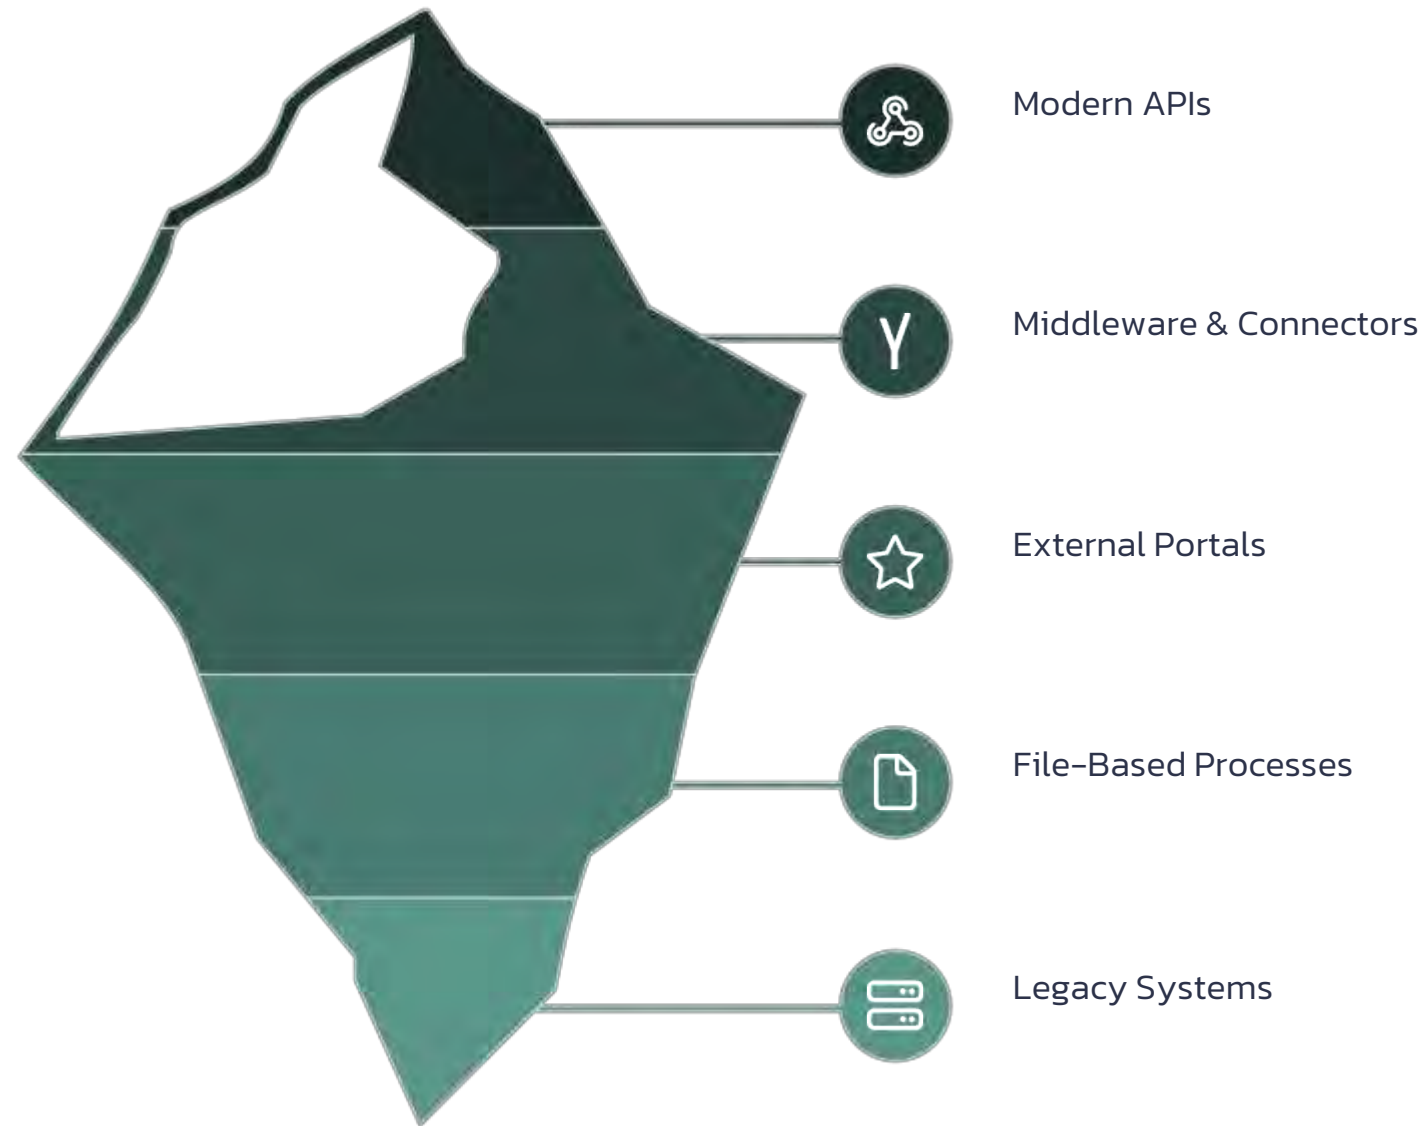 Modern APIs
Middleware & Connectors
External Portals
File-Based Processes
Legacy Systems